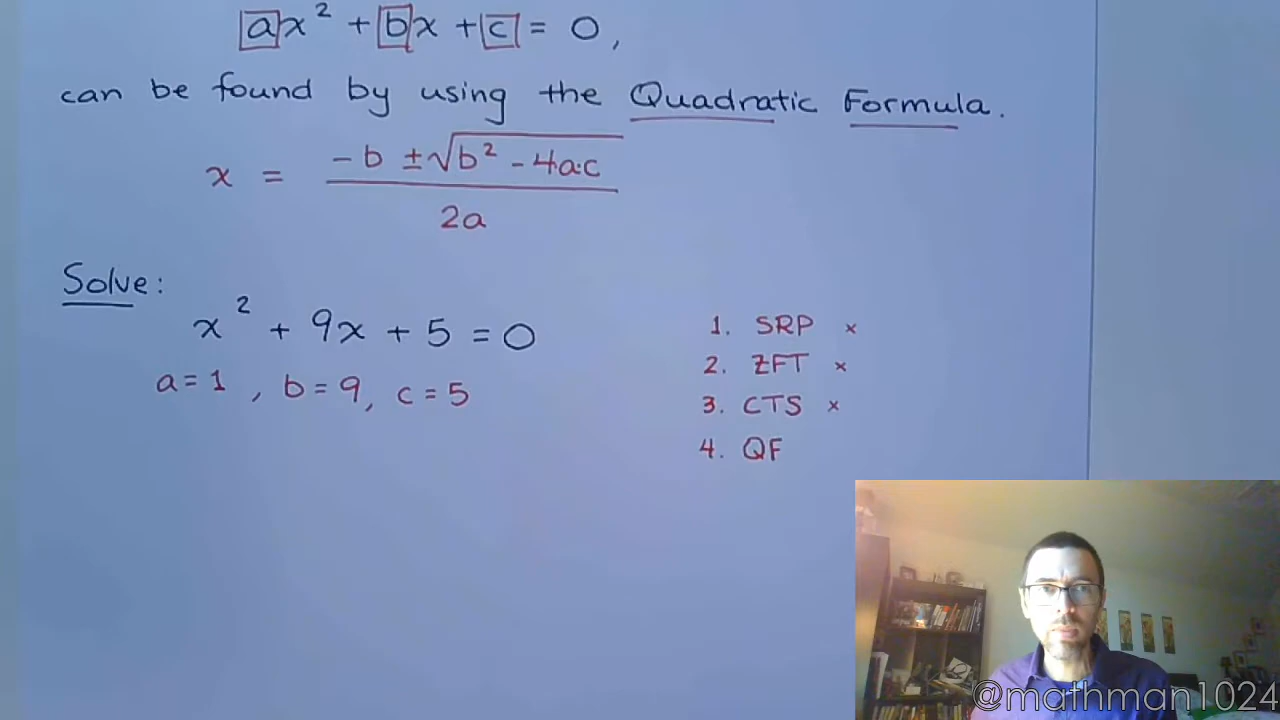 ax² + bx + c = 0,
can be found by using the Quadratic Formula.
x = (-b ±√(b² - 4a·c)) / 2a
Solve:
x² + 9x + 5 = 0
a = 1, b = 9, c = 5
1. SRP ×
2. ZFT ×
3. CTS ×
4. QF
@mathman1024